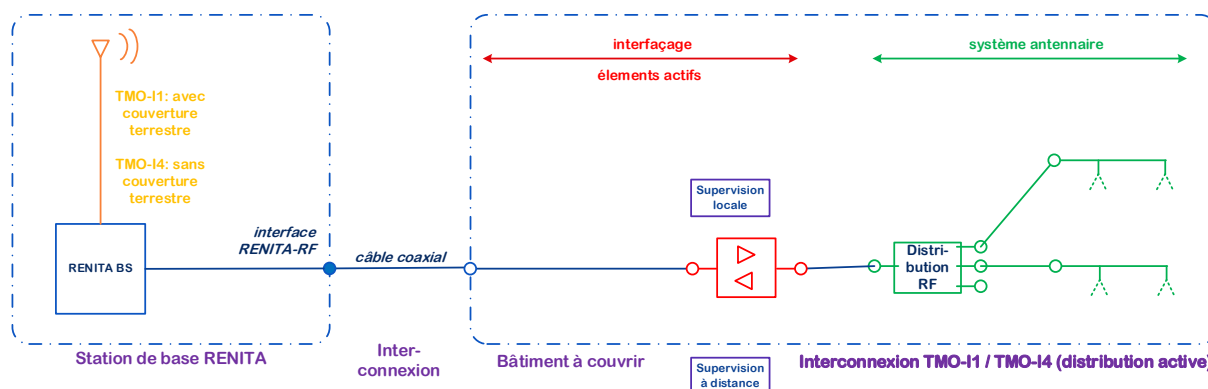 interfaçage
élements actifs
système antennaire
TMO-I1: avec
couverture
terrestre
TMO-I4: sans
couverture
terrestre
Supervision
locale
interface
RENITA-RF
câble coaxial
RENITA BS
Distri-
bution
RF
Station de base RENITA
Inter-
connexion
Bâtiment à couvrir
Interconnexion TMO-I1 / TMO-I4 (distribution active)
Supervision
à distance